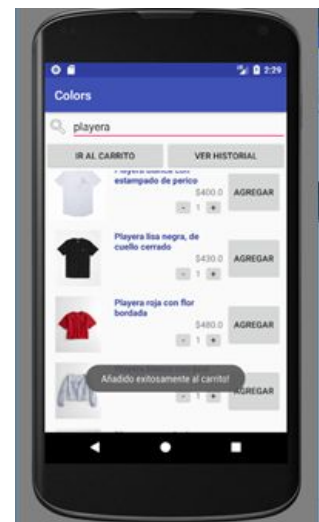 2:29
Colors
playera
IR AL CARRITO VER HISTORIAL
Playera blanca con
estampado de perico
$400.0
- 1 + AGREGAR
Playera lisa negra, de
cuello cerrado
$430.0
- 1 + AGREGAR
Playera roja con flor
bordada
$480.0
- 1 + AGREGAR
Añadido exitosamente al carrito!
- 1 + AGREGAR